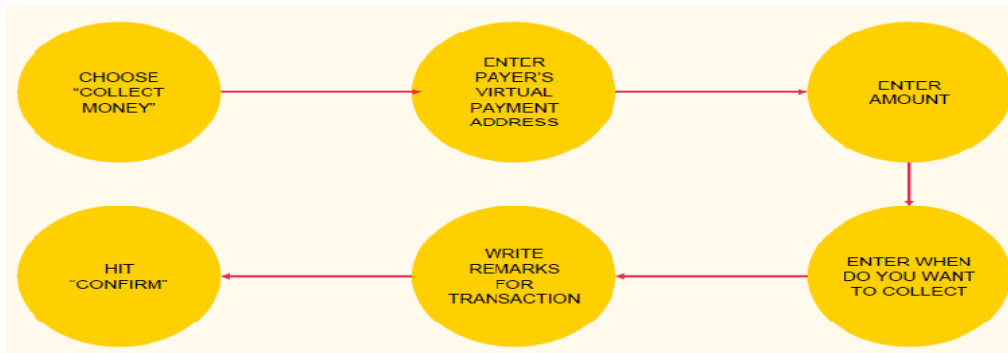 CHOOSE
“COLLECT
MONEY”
ENTER
PAYER’S
VIRTUAL
PAYMENT
ADDRESS
ENTER
AMOUNT
ENTER WHEN
DO YOU WANT
TO COLLECT
WRITE
REMARKS
FOR
TRANSACTION
HIT
“CONFIRM”